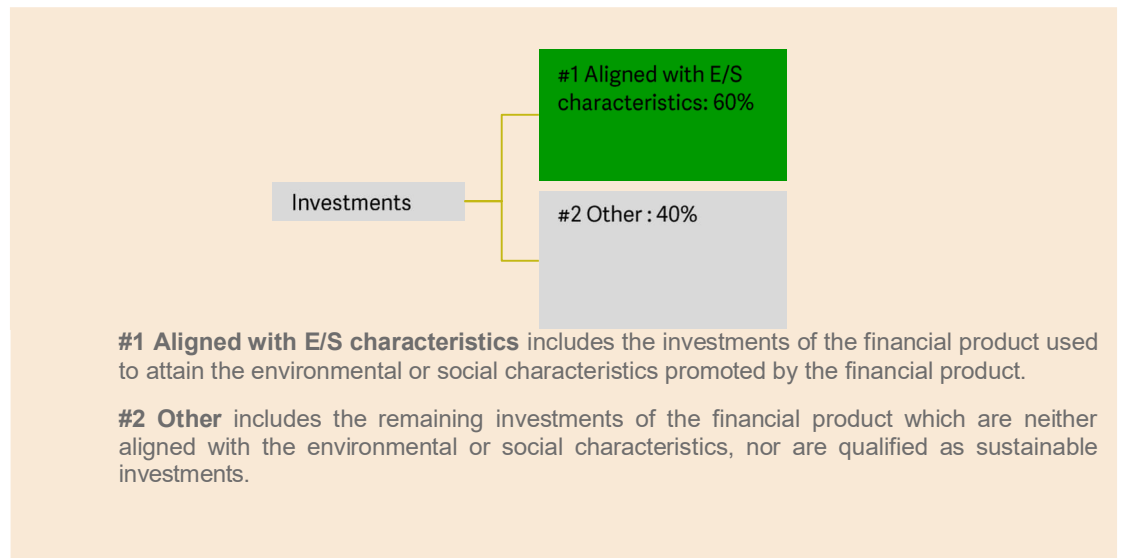 #1 Aligned with E/S
characteristics: 60%
Investments
#2 Other : 40%
#1 Aligned with E/S characteristics includes the investments of the financial product used
to attain the environmental or social characteristics promoted by the financial product.
#2 Other includes the remaining investments of the financial product which are neither
aligned with the environmental or social characteristics, nor are qualified as sustainable
investments.